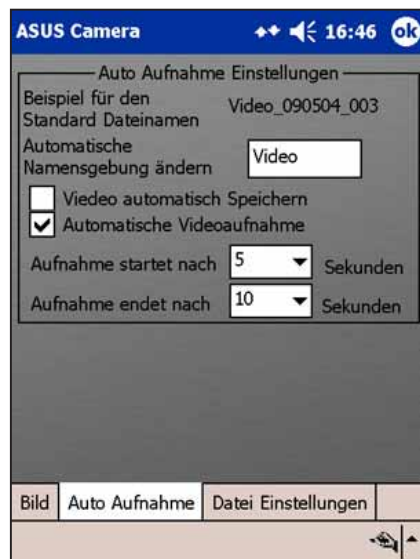 ASUS Camera 16:46 ok
Auto Aufnahme Einstellungen
Beispiel für den
Standard Dateinamen
Video_090504_003
Automatische
Namensgebung ändern
Video
Viedeo automatisch Speichern
Automatische Videoaufnahme
Aufnahme startet nach 5 Sekunden
Aufnahme endet nach 10 Sekunden
Bild Auto Aufnahme Datei Einstellungen